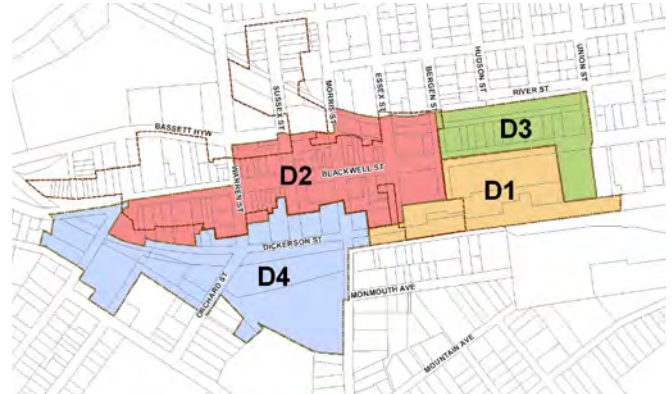 UNION ST
HUDSON ST
BERGEN ST
ESSEX ST
MORRIS ST
SUSSEX ST
RIVER ST
BASSETT HYW
D3
WARREN ST
BLACKWELL ST
D2
D1
DICKERSON ST
D4
ORCHARD ST
MONMOUTH AVE
MOUNTAIN AVE